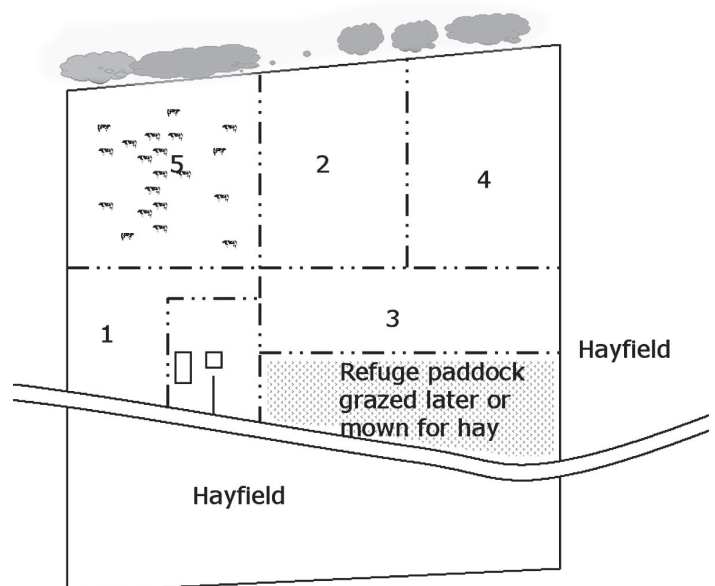 5
2
4
1
3
Hayfield
Refuge paddock
grazed later or
mown for hay
Hayfield